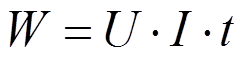 W = U · I · t